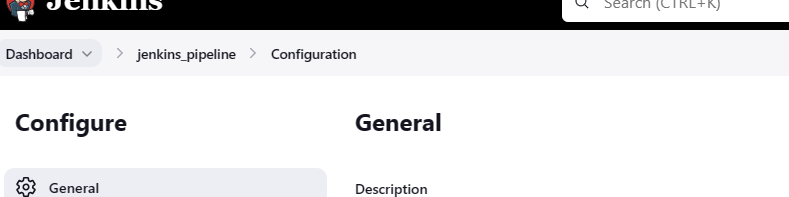 Jenkins
Search (CTRL+K)
Dashboard
jenkins_pipeline
Configuration
Configure
General
General
Description